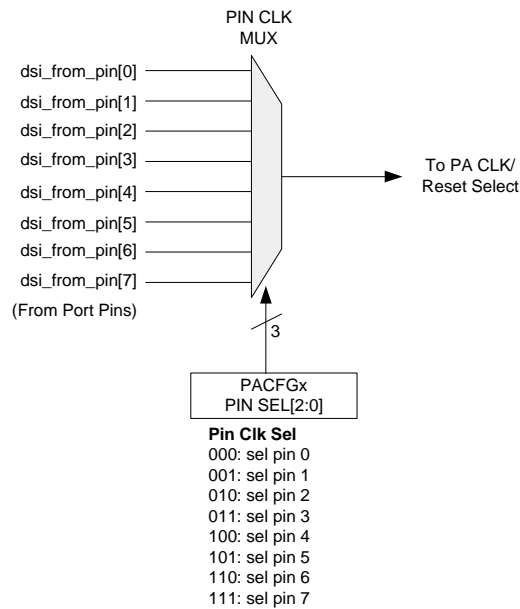 PIN CLK
MUX
dsi_from_pin[0]
dsi_from_pin[1]
dsi_from_pin[2]
dsi_from_pin[3]
dsi_from_pin[4]
dsi_from_pin[5]
dsi_from_pin[6]
dsi_from_pin[7]
(From Port Pins)
To PA CLK/
Reset Select
3
PACFGx
PIN SEL[2:0]
Pin Clk Sel
000: sel pin 0
001: sel pin 1
010: sel pin 2
011: sel pin 3
100: sel pin 4
101: sel pin 5
110: sel pin 6
111: sel pin 7